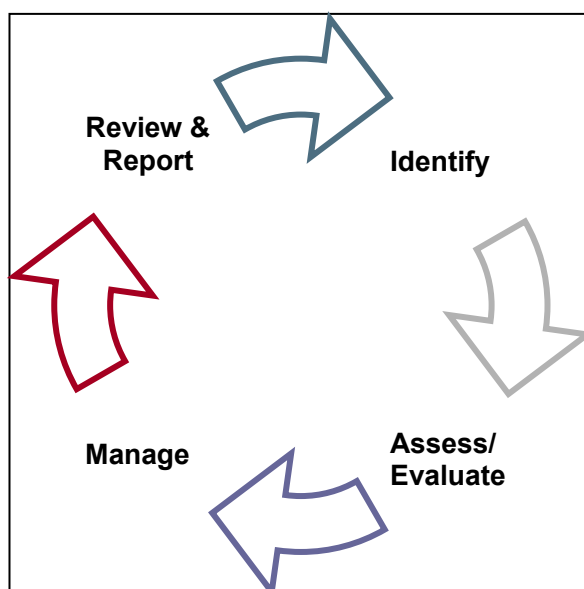 Review &
Report
Identify
Manage
Assess/
Evaluate